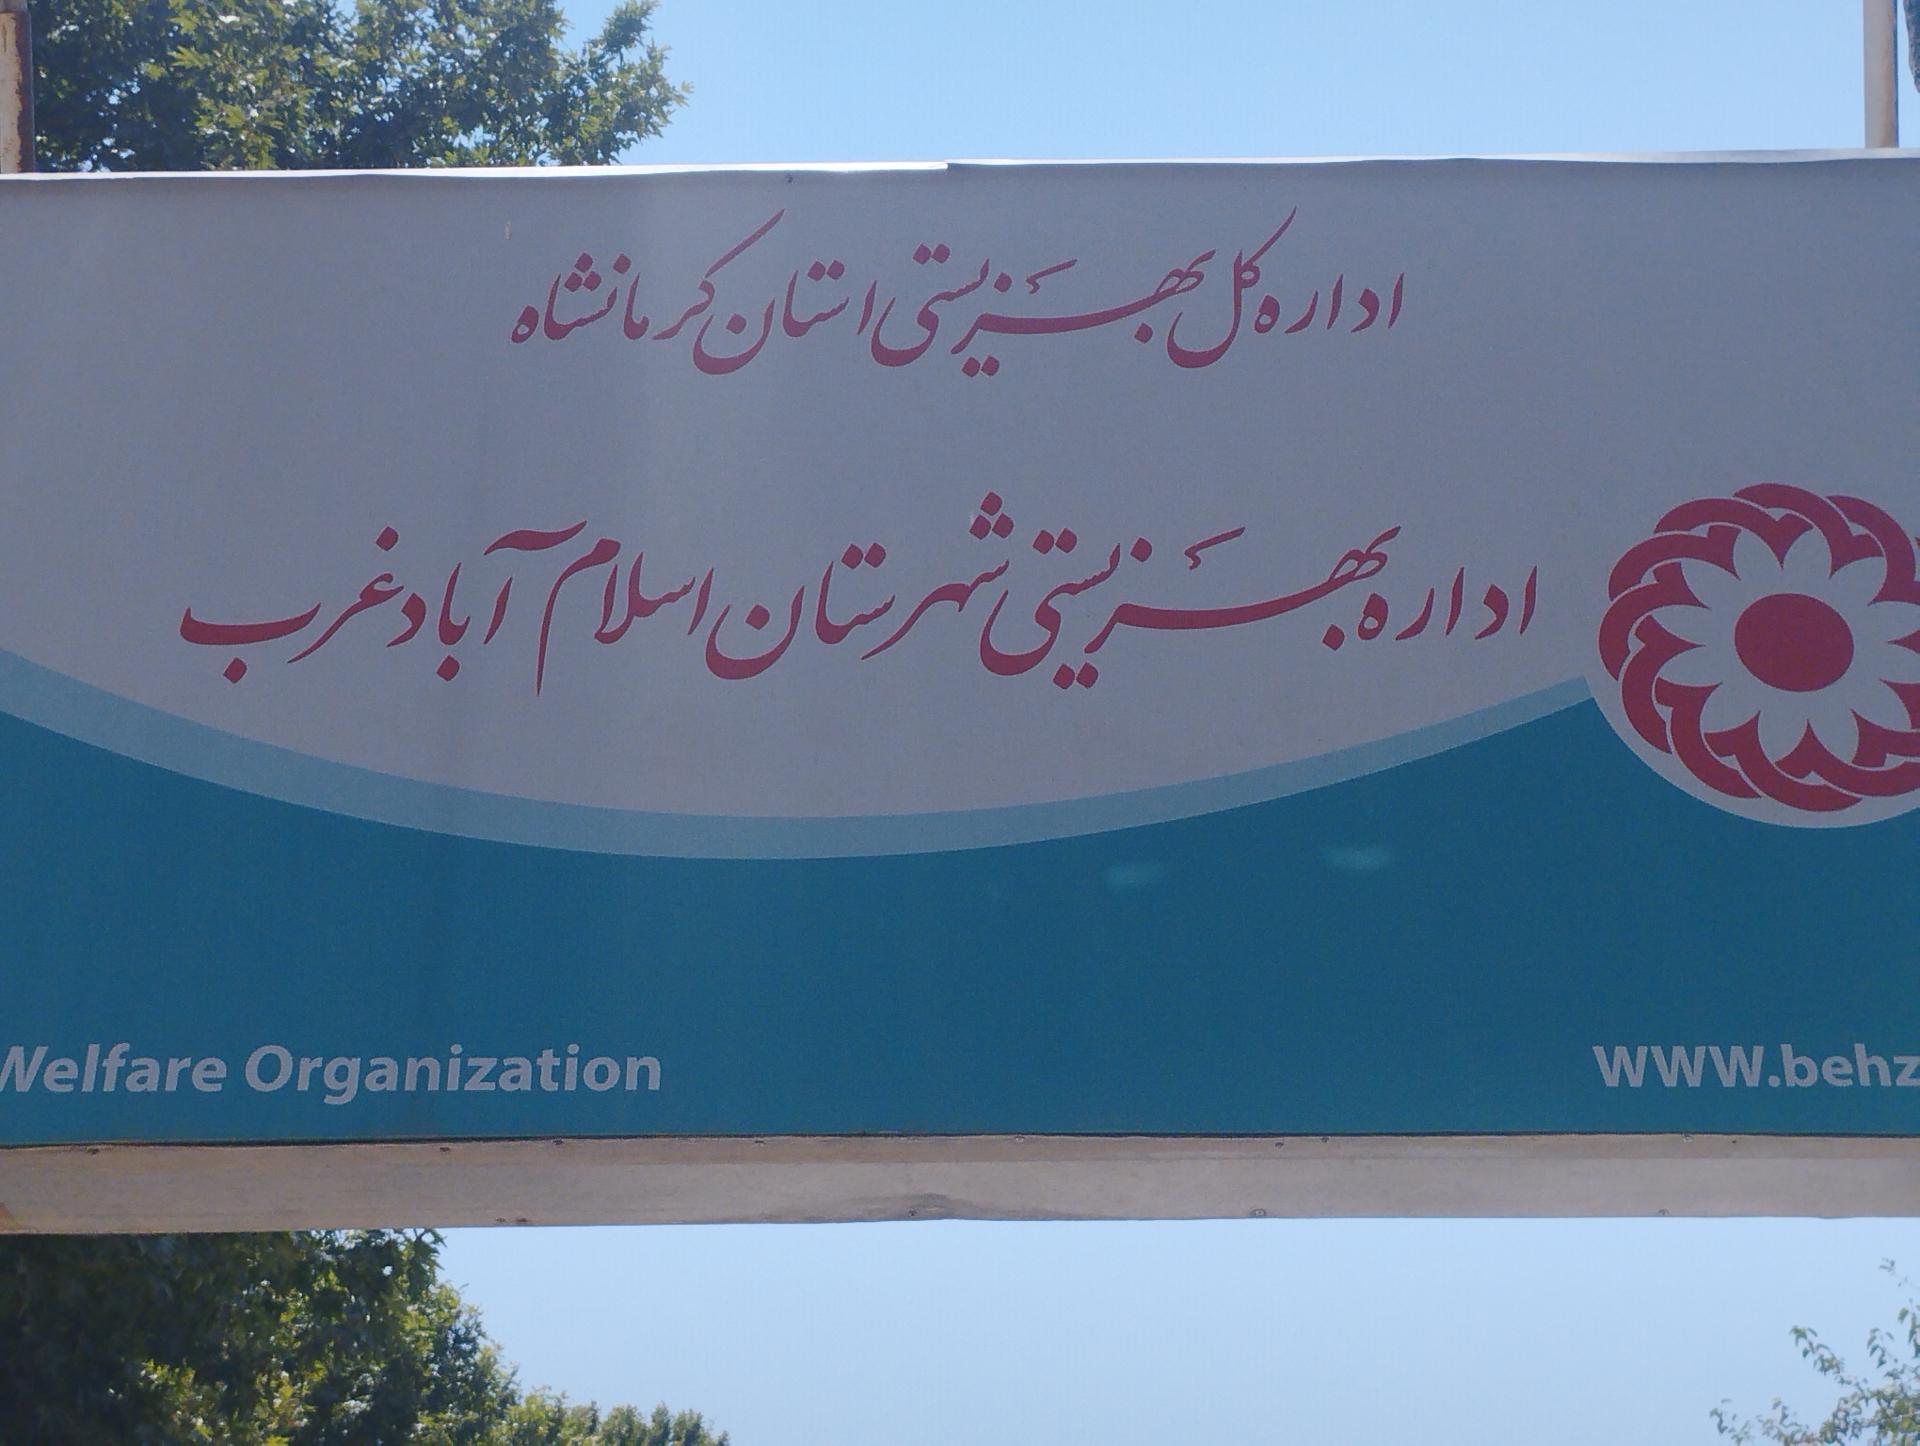 اداره کل بهزیستی استان کرمانشاه
اداره بهزیستی شهرستان اسلام آباد غرب
Welfare Organization
WWW.behz